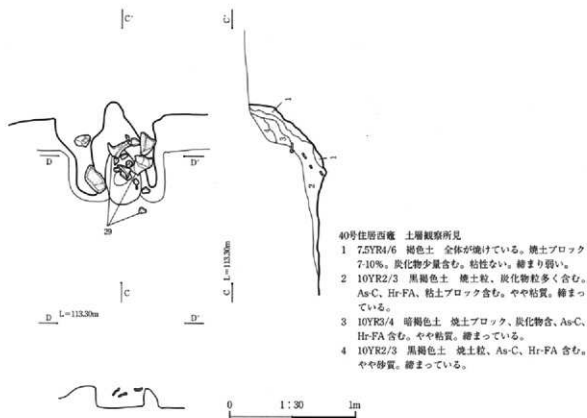 C'
C'
1
3
1
2
D
D'
29
C
C
L=113.30m
D
L=113.30m
D'
40号住居西竈 土層観察所見
1 7.5YR4/6 褐色土 全体が焼けている。焼土ブロック
7-10%。炭化物少量含む。粘性ない。締まり弱い。
2 10YR2/3 黒褐色土 焼土粒、炭化物粒多く含む。
As-C、Hr-FA、粘土ブロック含む。やや粘質。締まっ
ている。
3 10YR3/4 暗褐色土 焼土ブロック、炭化物含、As-C、
Hr-FA 含む。やや粘質。締まっている。
4 10YR2/3 黒褐色土 焼土粒、As-C、Hr-FA 含む。
やや砂質。締まっている。
0 1:30 1m